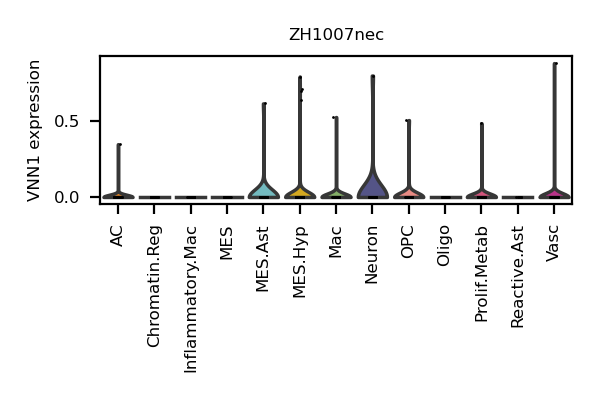 ZH1007nec
VNN1 expression
0.5
0.0
AC
Chromatin.Reg
Inflammatory.Mac
MES
MES.Ast
MES.Hyp
Mac
Neuron
OPC
Oligo
Prolif.Metab
Reactive.Ast
Vasc